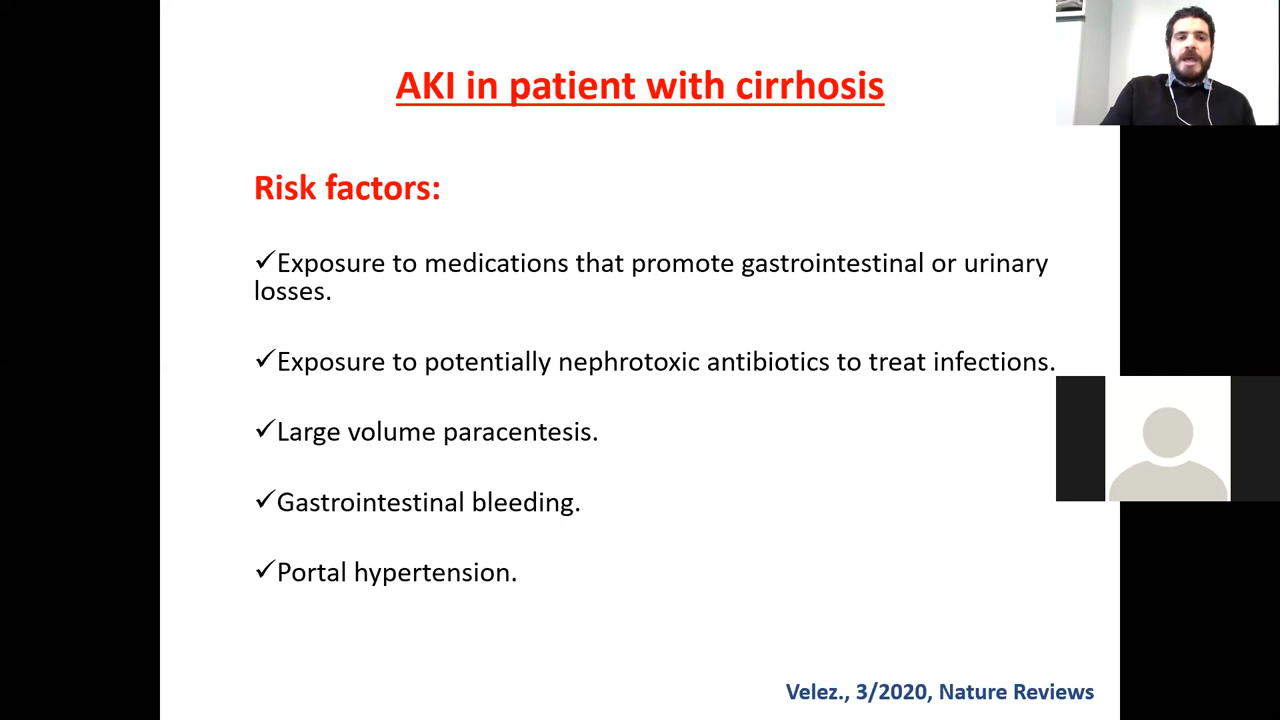 AKI in patient with cirrhosis
Risk factors:
✓Exposure to medications that promote gastrointestinal or urinary
losses.
✓Exposure to potentially nephrotoxic antibiotics to treat infections.
✓Large volume paracentesis.
✓Gastrointestinal bleeding.
✓Portal hypertension.
Velez., 3/2020, Nature Reviews